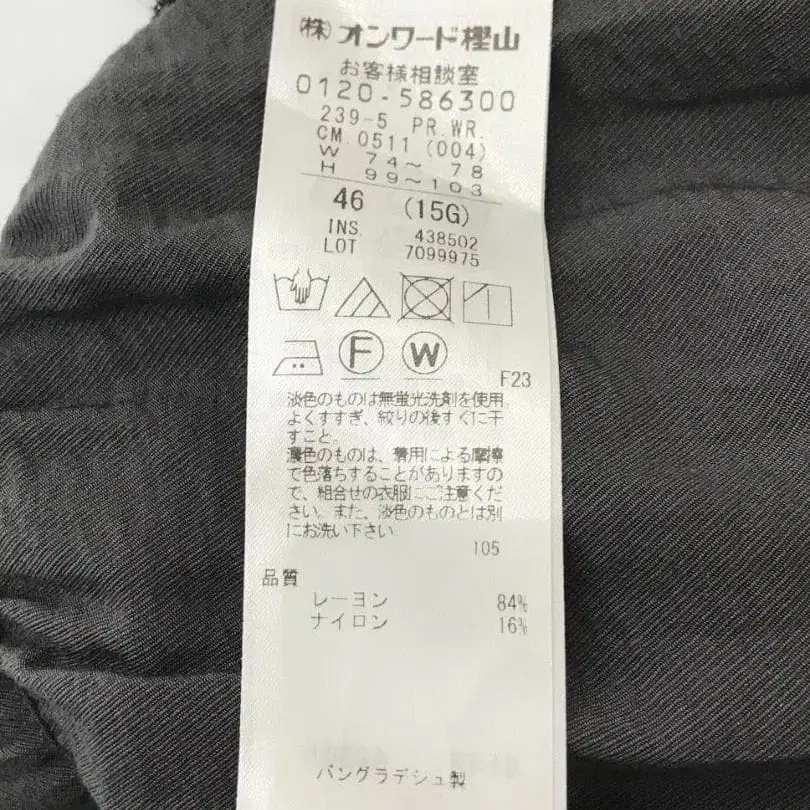 (株)オンワード樫山
お客様相談室
0120-586300
239-5 PR.WR.
CM.0511 (004)
W 74～ 78
H 99～103
46 (15G)
INS. 438502
LOT 7099975
F W
F23
淡色のものは無蛍光洗剤を使用
よくすすぎ、絞りの後すぐに干
すこと。
濃色のものは、着用による摩擦
で色落ちすることがありますの
で、組合せの衣服にご注意くだ
さい。また、淡色のものとは別
にお洗い下さい
105
品質
レーヨン 84%
ナイロン 16%
バングラデシュ製